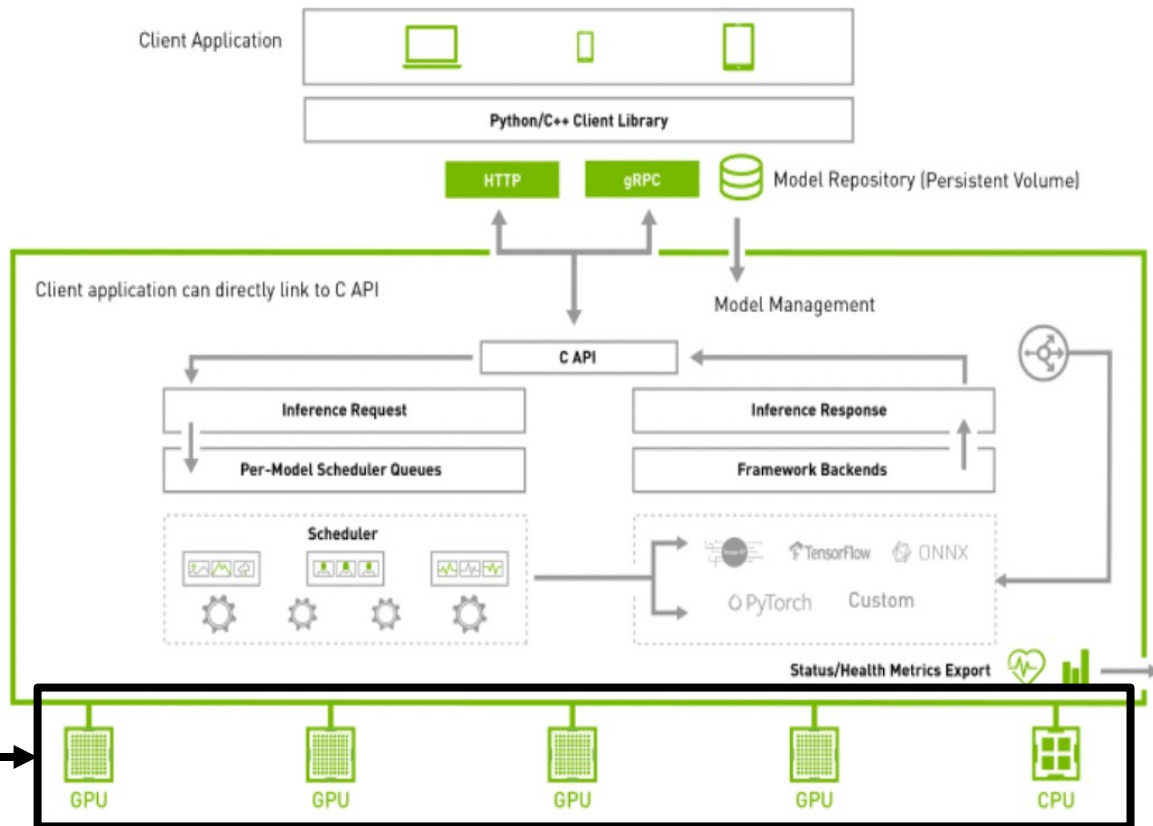 Client Application
Python/C++ Client Library
HTTP
gRPC
Model Repository (Persistent Volume)
Client application can directly link to C API
Model Management
C API
Inference Request
Inference Response
Per-Model Scheduler Queues
Framework Backends
Scheduler
TensorFlow
ONNX
PyTorch
Custom
Status/Health Metrics Export
GPU
GPU
GPU
GPU
CPU